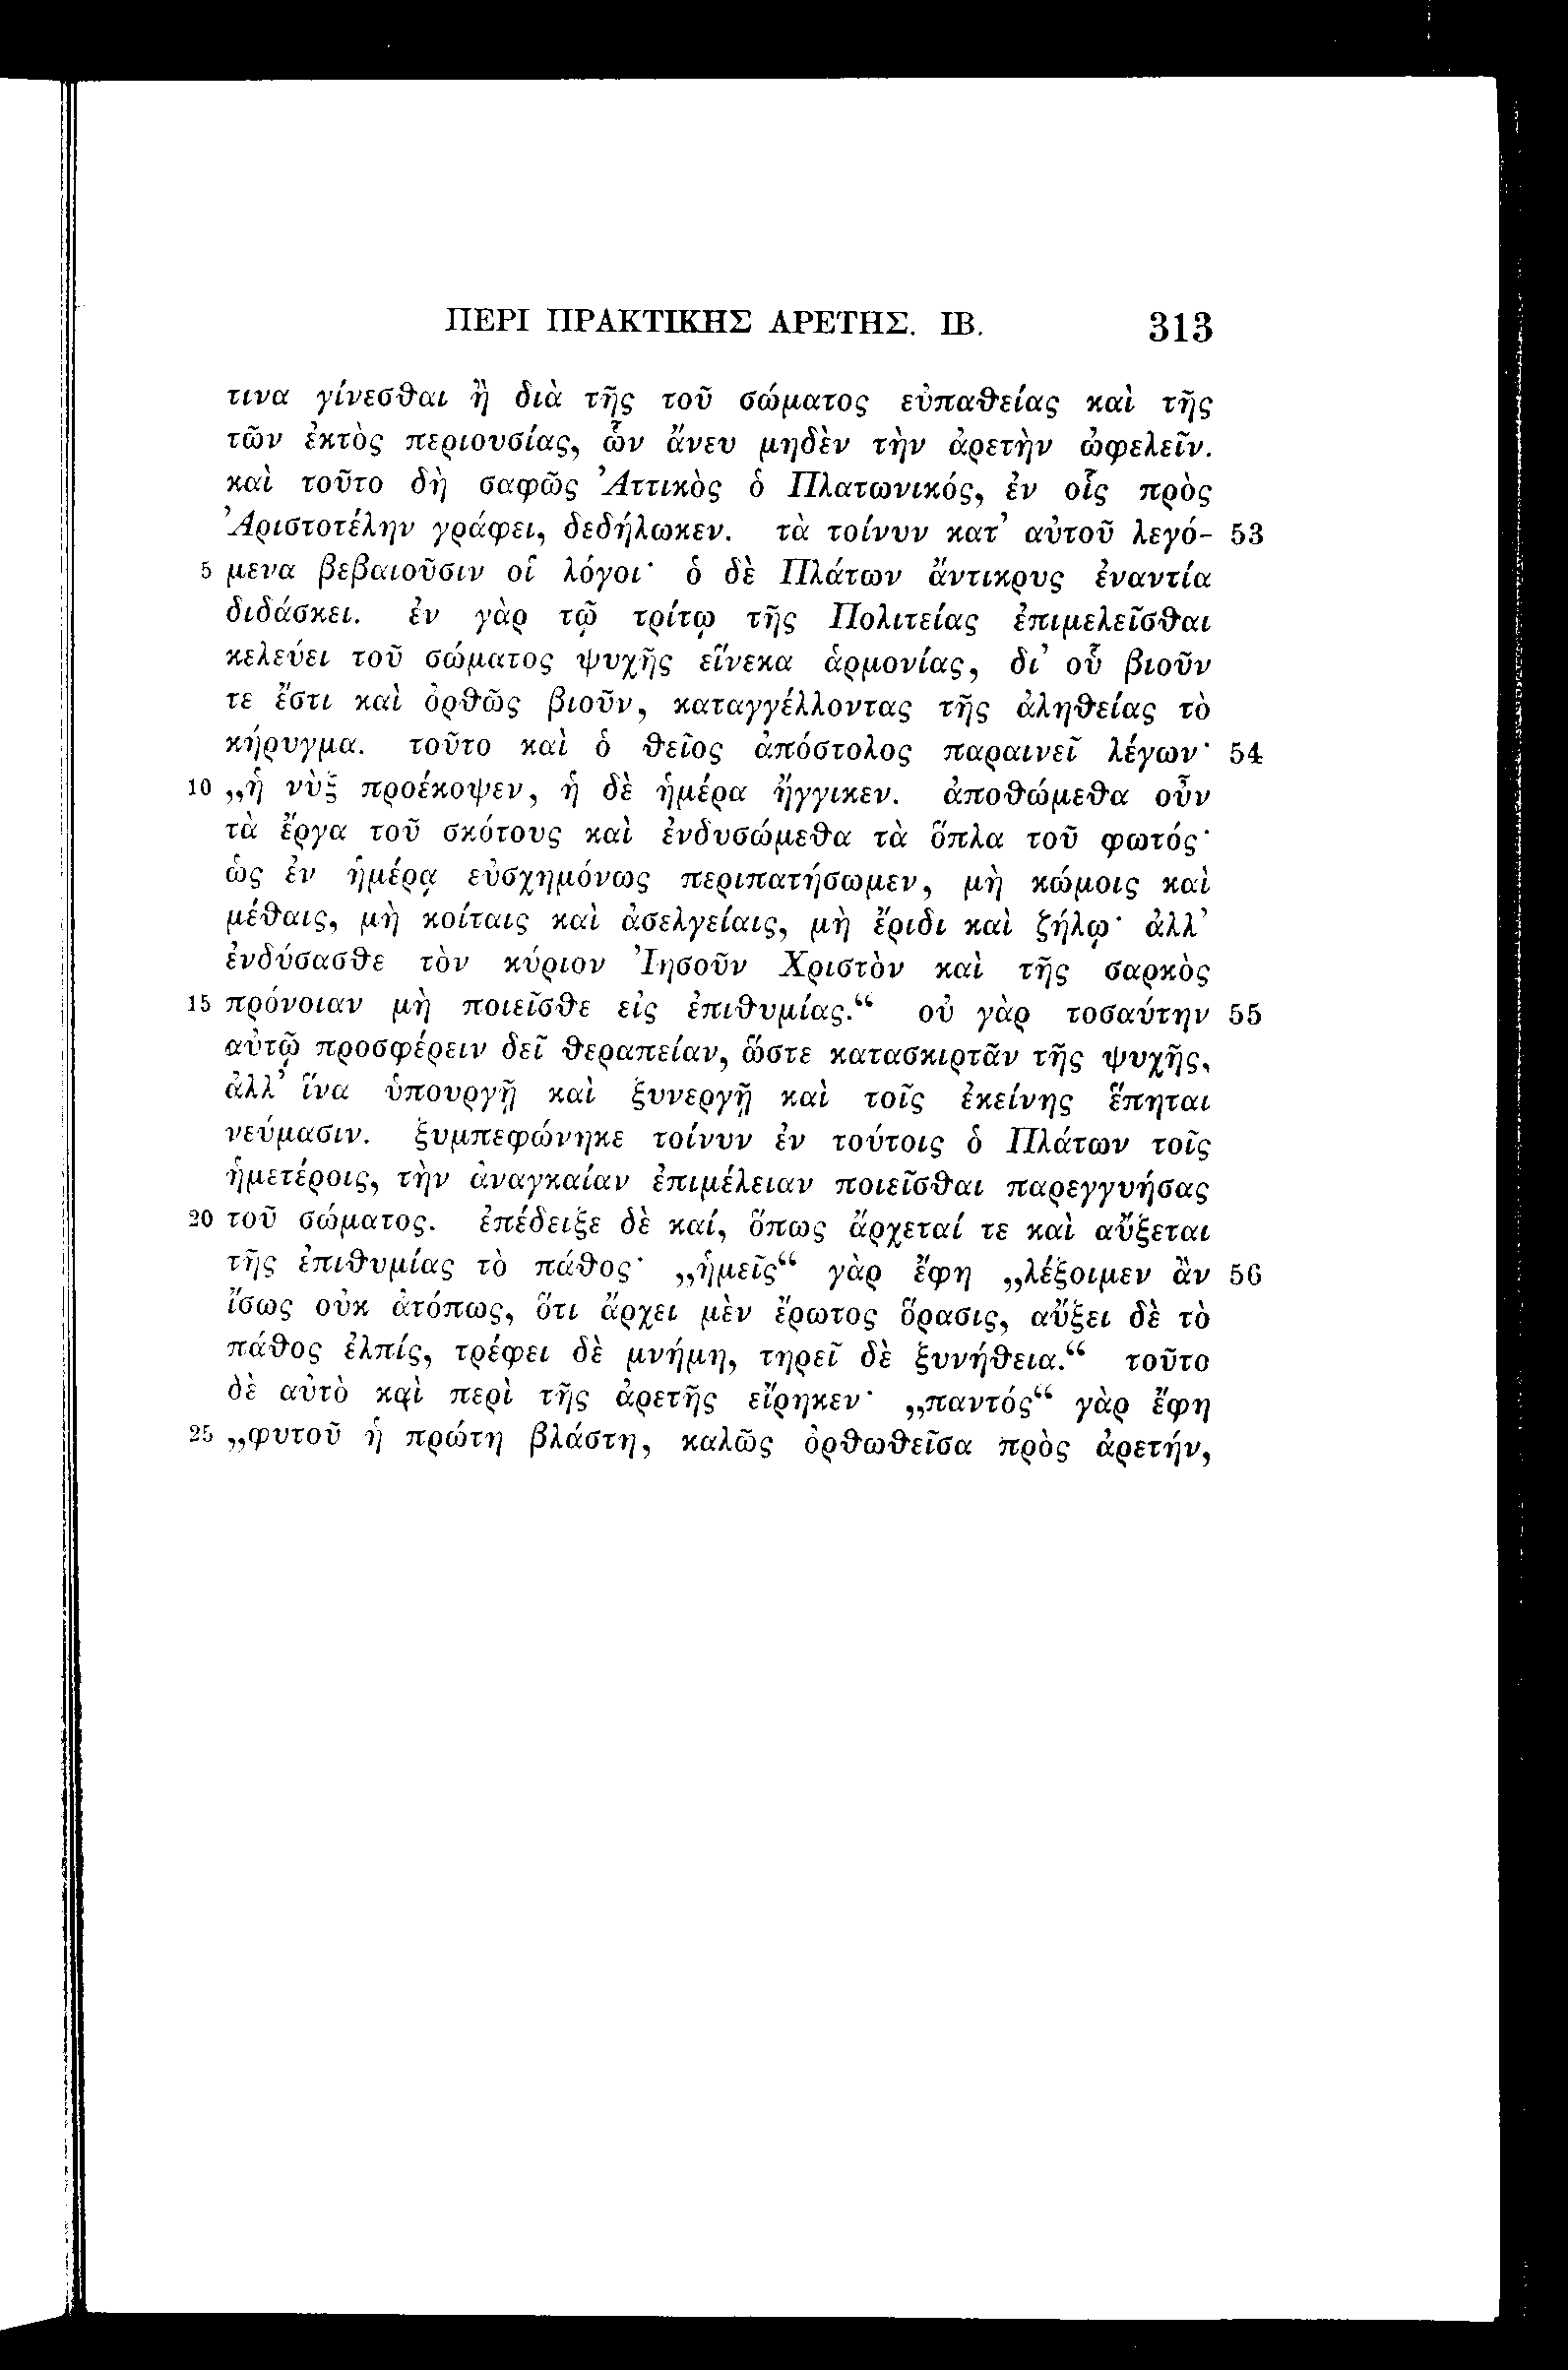 ΠΕΡΙ ΠΡΑΚΤΙΚΗΣ ΑΡΕΤΗΣ. ΙΒ. 313
τινα γίνεσθαι ἢ διὰ τῆς τοῦ σώματος εὐπαθείας καὶ τῆς
τῶν ἐκτὸς περιουσίας, ὧν ἄνευ μηδὲν τὴν ἀρετὴν ὠφελεῖν.
καὶ τοῦτο δὴ σαφῶς Ἀττικὸς ὁ Πλατωνικός, ἐν οἷς πρὸς
Ἀριστοτέλην γράφει, δεδήλωκεν. τὰ τοίνυν κατ’ αὐτοῦ λεγό- 53
5 μενα βεβαιοῦσιν οἱ λόγοι· ὁ δὲ Πλάτων ἄντικρυς ἐναντία
διδάσκει. ἐν γὰρ τῷ τρίτῳ τῆς Πολιτείας ἐπιμελεῖσθαι
κελεύει τοῦ σώματος ψυχῆς εἵνεκα ἁρμονίας, δι’ οὗ βιοῦν
τε ἔστι καὶ ὀρθῶς βιοῦν, καταγγέλλοντας τῆς ἀληθείας τὸ
κήρυγμα. τοῦτο καὶ ὁ θεῖος ἀπόστολος παραινεῖ λέγων· 54
10 „ἡ νὺξ προέκοψεν, ἡ δὲ ἡμέρα ἤγγικεν. ἀποθώμεθα οὖν
τὰ ἔργα τοῦ σκότους καὶ ἐνδυσώμεθα τὰ ὅπλα τοῦ φωτός·
ὡς ἐν ἡμέρᾳ εὐσχημόνως περιπατήσωμεν, μὴ κώμοις καὶ
μέθαις, μὴ κοίταις καὶ ἀσελγείαις, μὴ ἔριδι καὶ ζήλῳ· ἀλλ’
ἐνδύσασθε τὸν κύριον Ἰησοῦν Χριστὸν καὶ τῆς σαρκὸς
15 πρόνοιαν μὴ ποιεῖσθε εἰς ἐπιθυμίας.“ οὐ γὰρ τοσαύτην 55
αὐτῷ προσφέρειν δεῖ θεραπείαν, ὥστε κατασκιρτᾶν τῆς ψυχῆς,
ἀλλ’ ἵνα ὑπουργῇ καὶ ξυνεργῇ καὶ τοῖς ἐκείνης ἕπηται
νεύμασιν. ξυμπεφώνηκε τοίνυν ἐν τούτοις ὁ Πλάτων τοῖς
ἡμετέροις, τὴν ἀναγκαίαν ἐπιμέλειαν ποιεῖσθαι παρεγγυήσας
20 τοῦ σώματος. ἐπέδειξε δὲ καί, ὅπως ἄρχεταί τε καὶ αὔξεται
τῆς ἐπιθυμίας τὸ πάθος· „ἡμεῖς“ γὰρ ἔφη „λέξοιμεν ἂν 56
ἴσως οὐκ ἀτόπως, ὅτι ἄρχει μὲν ἔρωτος ὅρασις, αὔξει δὲ τὸ
πάθος ἐλπίς, τρέφει δὲ μνήμη, τηρεῖ δὲ ξυνήθεια.“ τοῦτο
δὲ αὐτὸ καὶ περὶ τῆς ἀρετῆς εἴρηκεν· „παντός“ γὰρ ἔφη
25 „φυτοῦ ἡ πρώτη βλάστη, καλῶς ὀρθωθεῖσα πρὸς ἀρετήν,